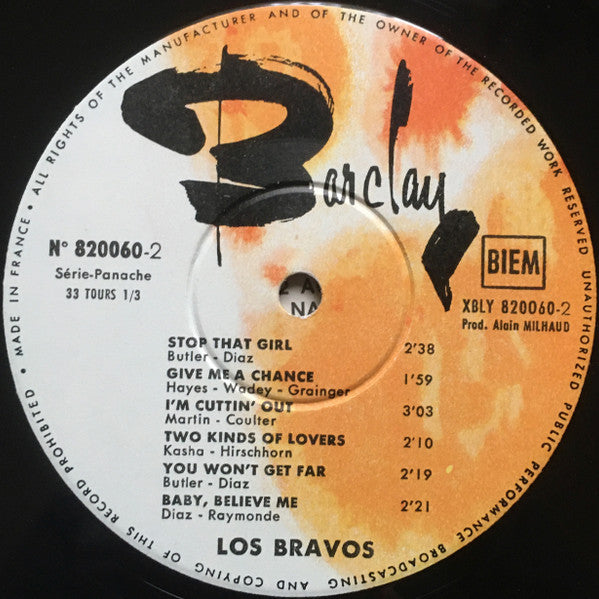 MADE IN FRANCE • ALL RIGHTS OF THE MANUFACTURER AND OF THE OWNER OF THE RECORDED WORK RESERVED UNAUTHORIZED PUBLIC PERFORMANCE BROADCASTING AND COPYING OF THIS RECORD PROHIBITED •
Barclay
N° 820060-2
Série-Panache
33 TOURS 1/3
BIEM
XBLY 820060-2
Prod. Alain MILHAUD
STOP THAT GIRL 2'38
Butler - Diaz
GIVE ME A CHANCE 1'59
Hayes - Wadey - Grainger
I'M CUTTIN' OUT 3'03
Martin - Coulter
TWO KINDS OF LOVERS 2'10
Kasha - Hirschhorn
YOU WON'T GET FAR 2'19
Butler - Diaz
BABY, BELIEVE ME 2'21
Diaz - Raymonde
LOS BRAVOS